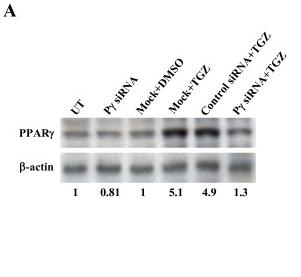 A
UT
Pγ siRNA
Mock+DMSO
Mock+TGZ
Control siRNA+TGZ
Pγ siRNA+TGZ
PPARγ
β-actin
1 0.81 1 5.1 4.9 1.3